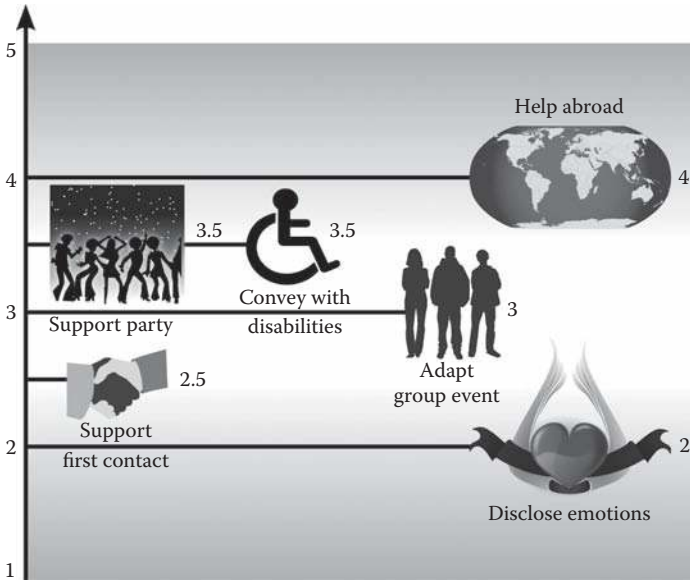 5
Help abroad
4
4
3.5
3.5
Convey with
disabilities
Support party
3
3
Adapt
group event
2.5
Support
first contact
2
2
Disclose emotions
1